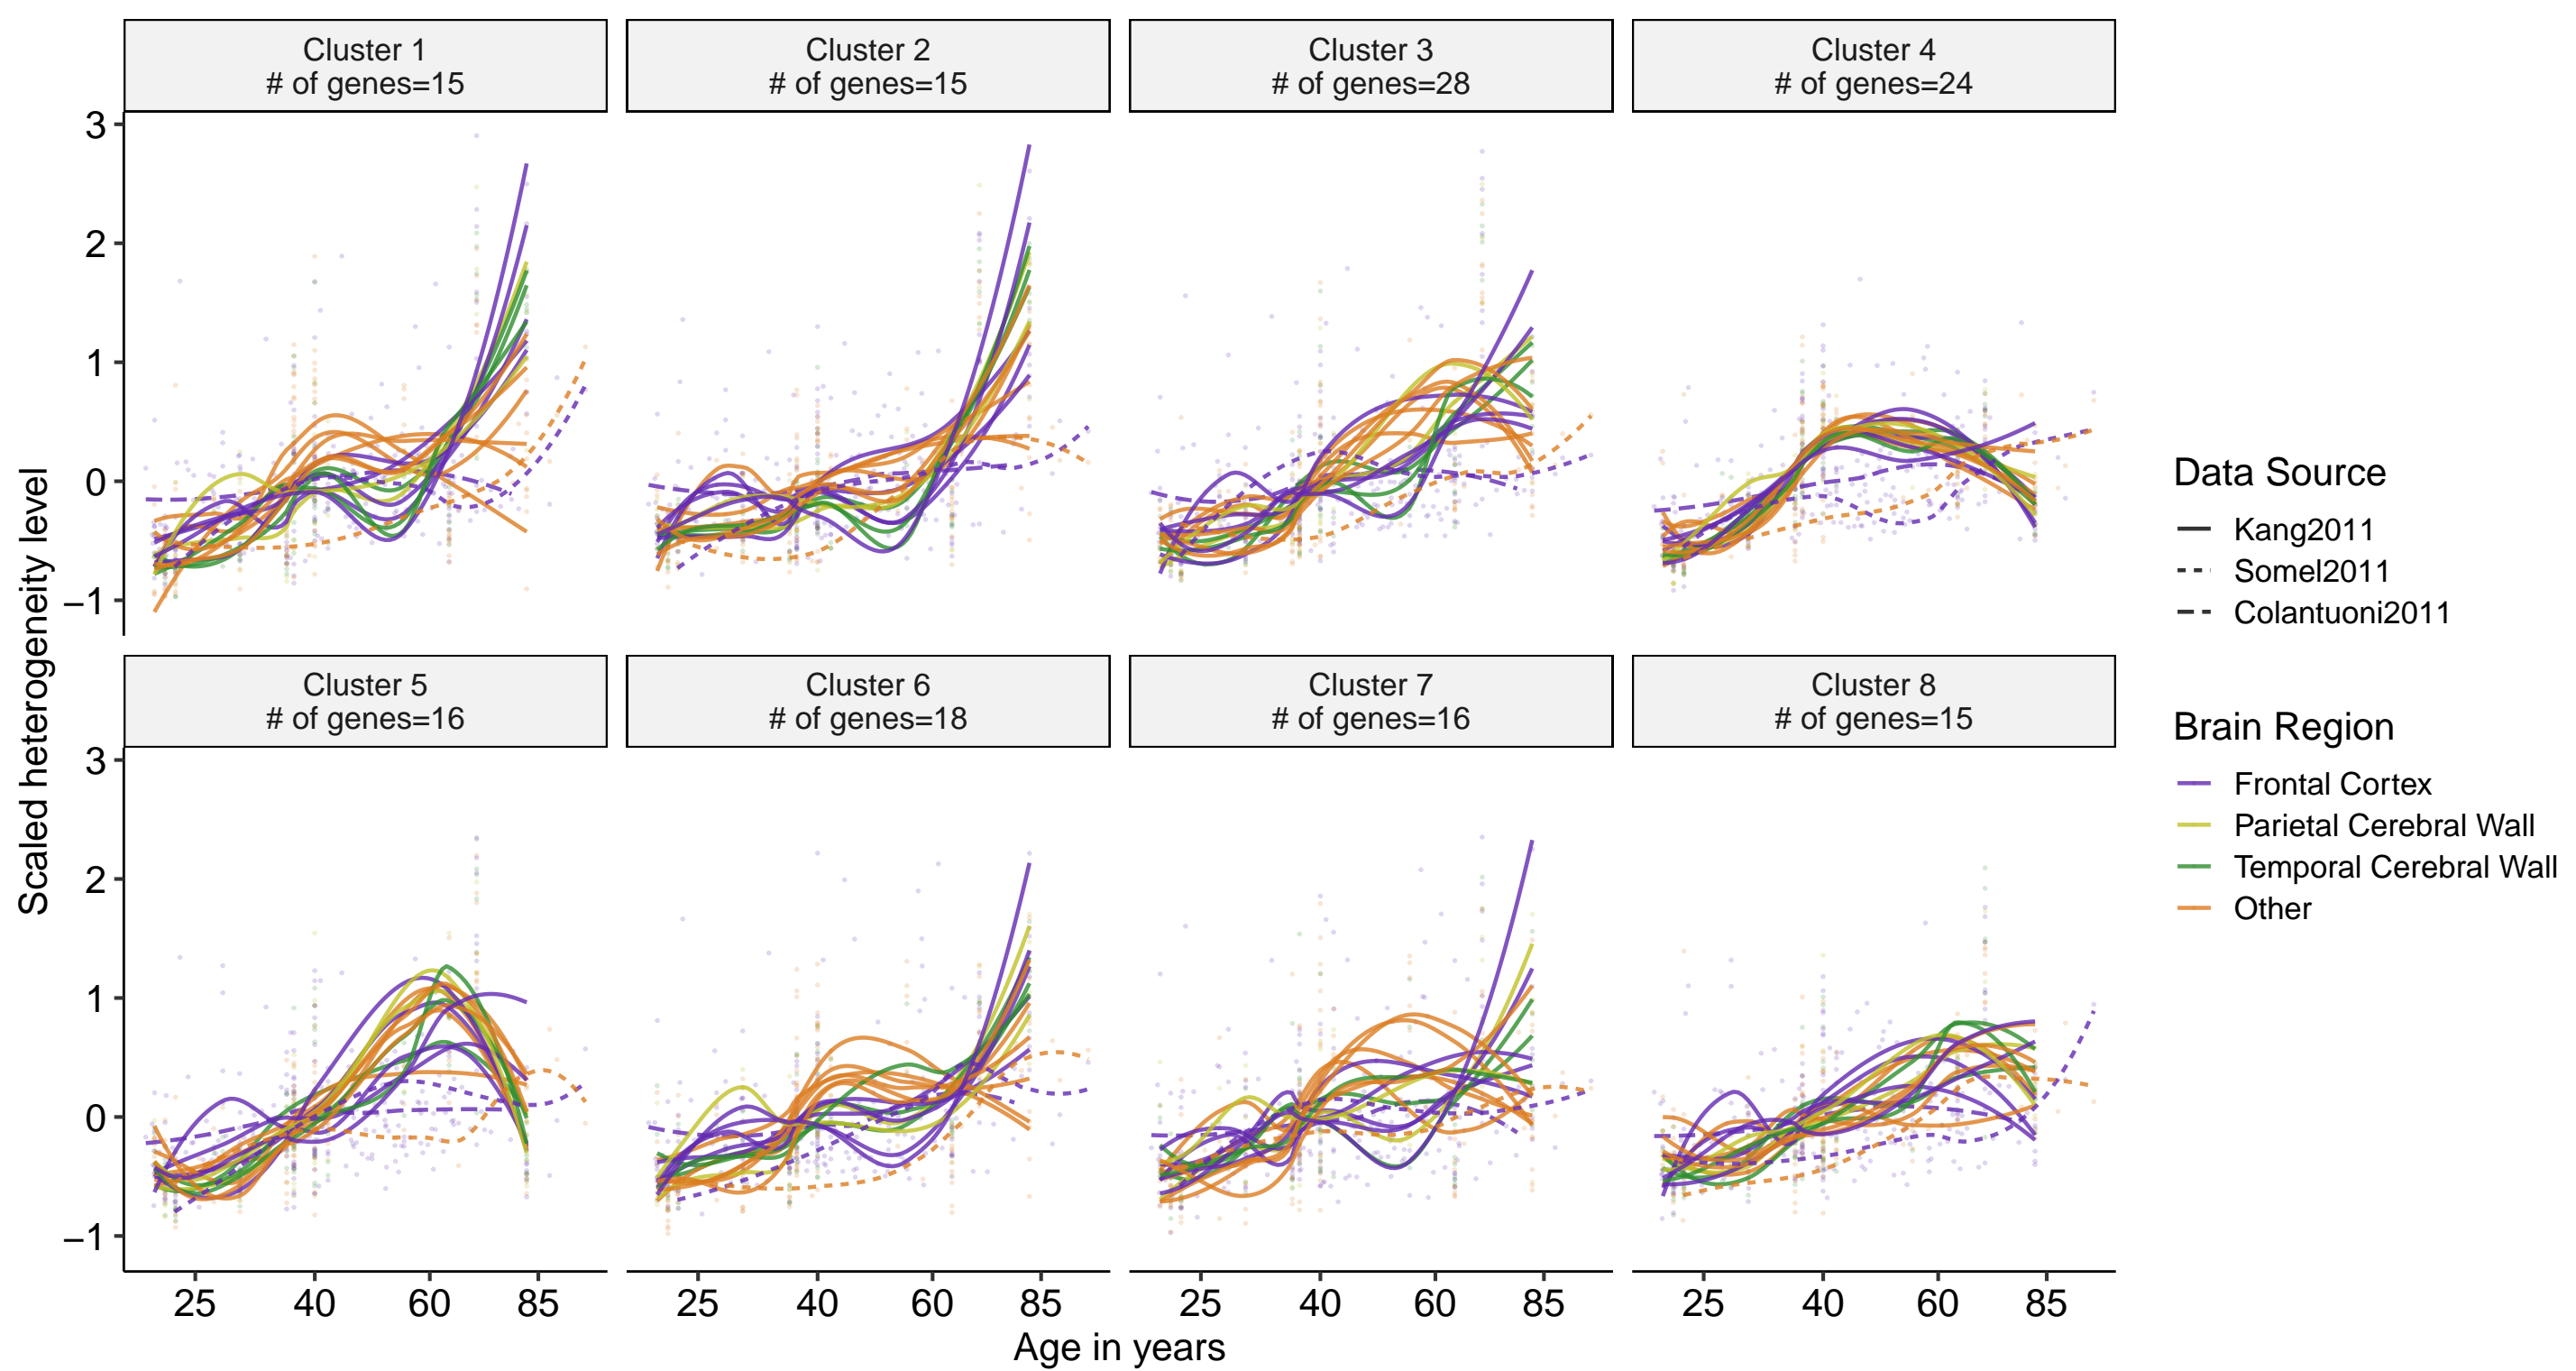 Cluster 1
# of genes=15
Cluster 2
# of genes=15
Cluster 3
# of genes=28
Cluster 4
# of genes=24
3
2
1
0
−1
Cluster 5
# of genes=16
Cluster 6
# of genes=18
Cluster 7
# of genes=16
Cluster 8
# of genes=15
3
2
1
0
−1
25 40 60 85
25 40 60 85
25 40 60 85
25 40 60 85
Age in years
Scaled heterogeneity level
Data Source
Kang2011
Somel2011
Colantuoni2011
Brain Region
Frontal Cortex
Parietal Cerebral Wall
Temporal Cerebral Wall
Other